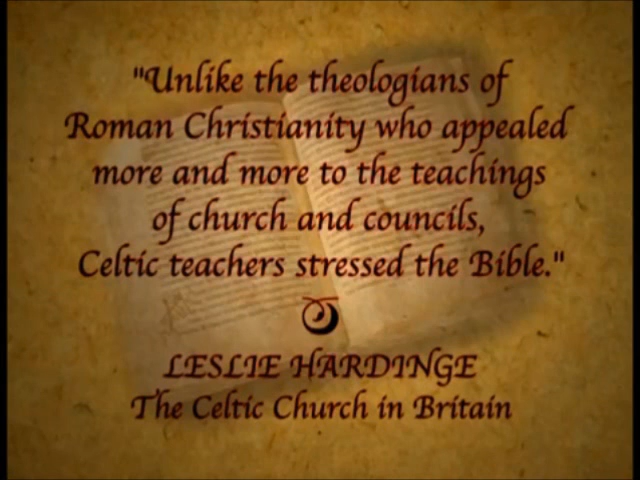 "Unlike the theologians of
Roman Christianity who appealed
more and more to the teachings
of church and councils,
Celtic teachers stressed the Bible."
LESLIE HARDINGE
The Celtic Church in Britain